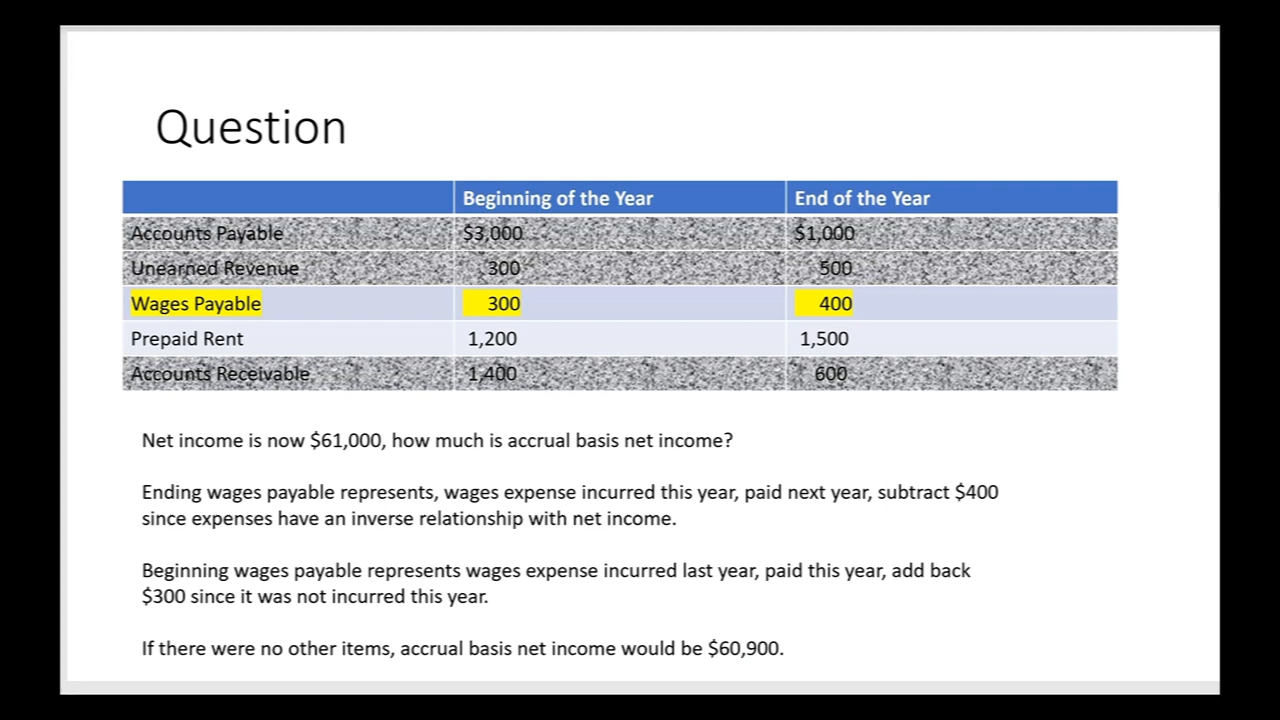 Question
Beginning of the Year End of the Year
Accounts Payable $3,000 $1,000
Unearned Revenue 300 500
Wages Payable 300 400
Prepaid Rent 1,200 1,500
Accounts Receivable 1,400 600
Net income is now $61,000, how much is accrual basis net income?
Ending wages payable represents, wages expense incurred this year, paid next year, subtract $400
since expenses have an inverse relationship with net income.
Beginning wages payable represents wages expense incurred last year, paid this year, add back
$300 since it was not incurred this year.
If there were no other items, accrual basis net income would be $60,900.